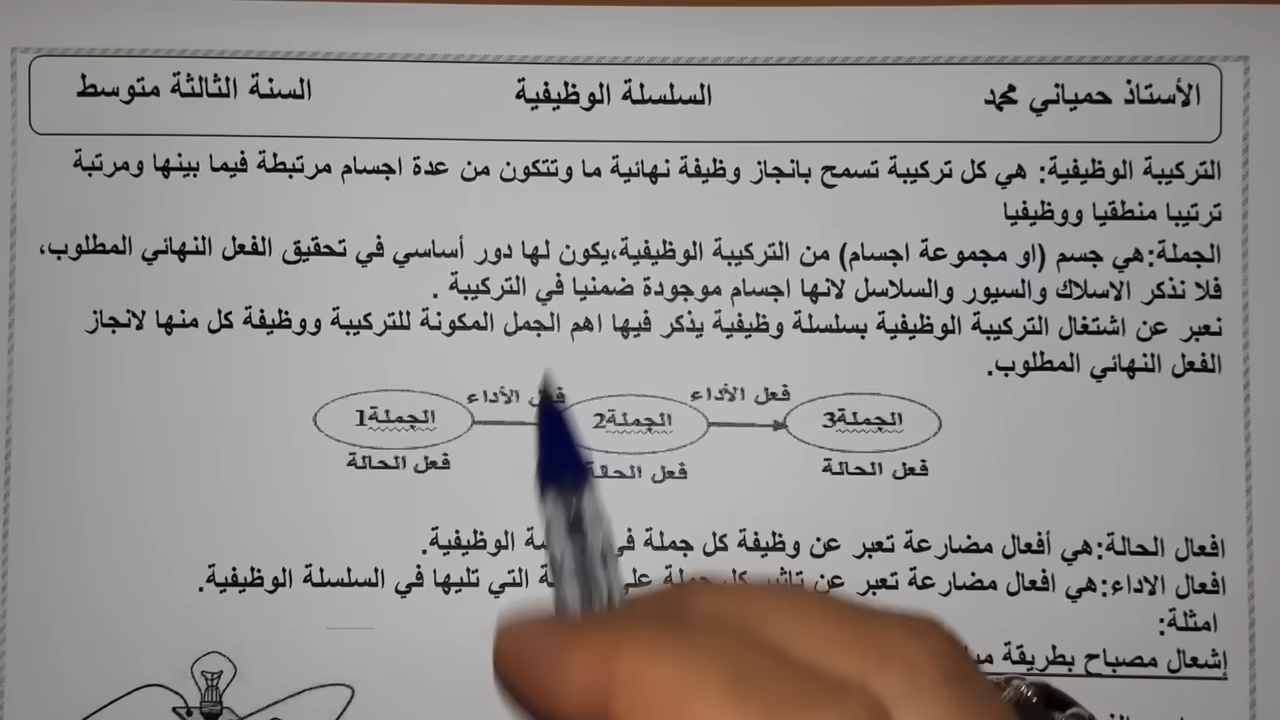 الأستاذ حمياني محمد السلسلة الوظيفية السنة الثالثة متوسط
التركيبة الوظيفية: هي كل تركيبة تسمح بانجاز وظيفة نهائية ما وتتكون من عدة اجسام مرتبطة فيما بينها ومرتبة
ترتيبا منطقيا ووظيفيا
الجملة:هي جسم (او مجموعة اجسام) من التركيبة الوظيفية،يكون لها دور أساسي في تحقيق الفعل النهائي المطلوب،
فلا نذكر الاسلاك والسيور والسلاسل لانها اجسام موجودة ضمنيا في التركيبة .
نعبر عن اشتغال التركيبة الوظيفية بسلسلة وظيفية يذكر فيها اهم الجمل المكونة للتركيبة ووظيفة كل منها لانجاز
الفعل النهائي المطلوب.
فعل الأداء فعل الأداء
الجملة1 الجملة2 الجملة3
فعل الحالة فعل الحالة فعل الحالة
افعال الحالة:هي أفعال مضارعة تعبر عن وظيفة كل جملة في الوظيفية.
افعال الاداء:هي افعال مضارعة تعبر عن تاثير كل جملة على التي تليها في السلسلة الوظيفية.
امثلة:
إشعال مصباح بطريقة